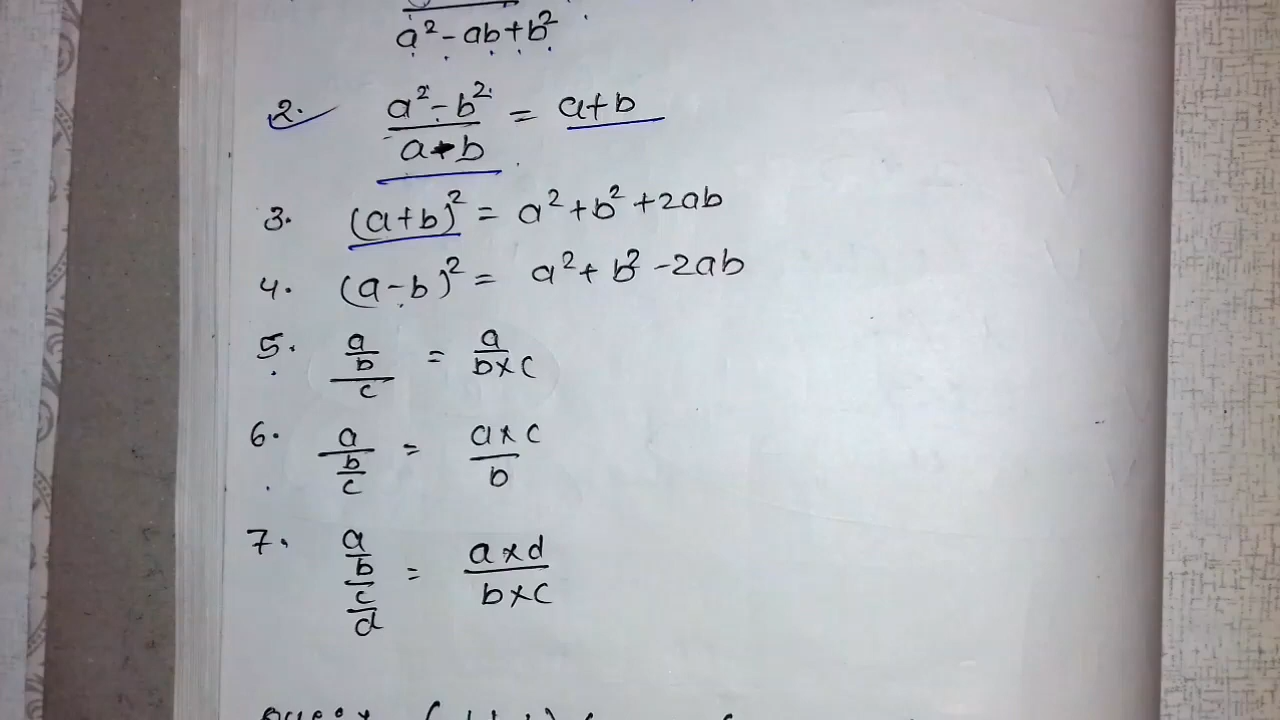 a²-ab+b²
2. a²-b²/a-b = a+b
3. (a+b)² = a²+b²+2ab
4. (a-b)² = a²+b²-2ab
5. a/b/c = a/b×c
6. a/b/c = a×c/b
7. a/b/c/d = a×d/b×c